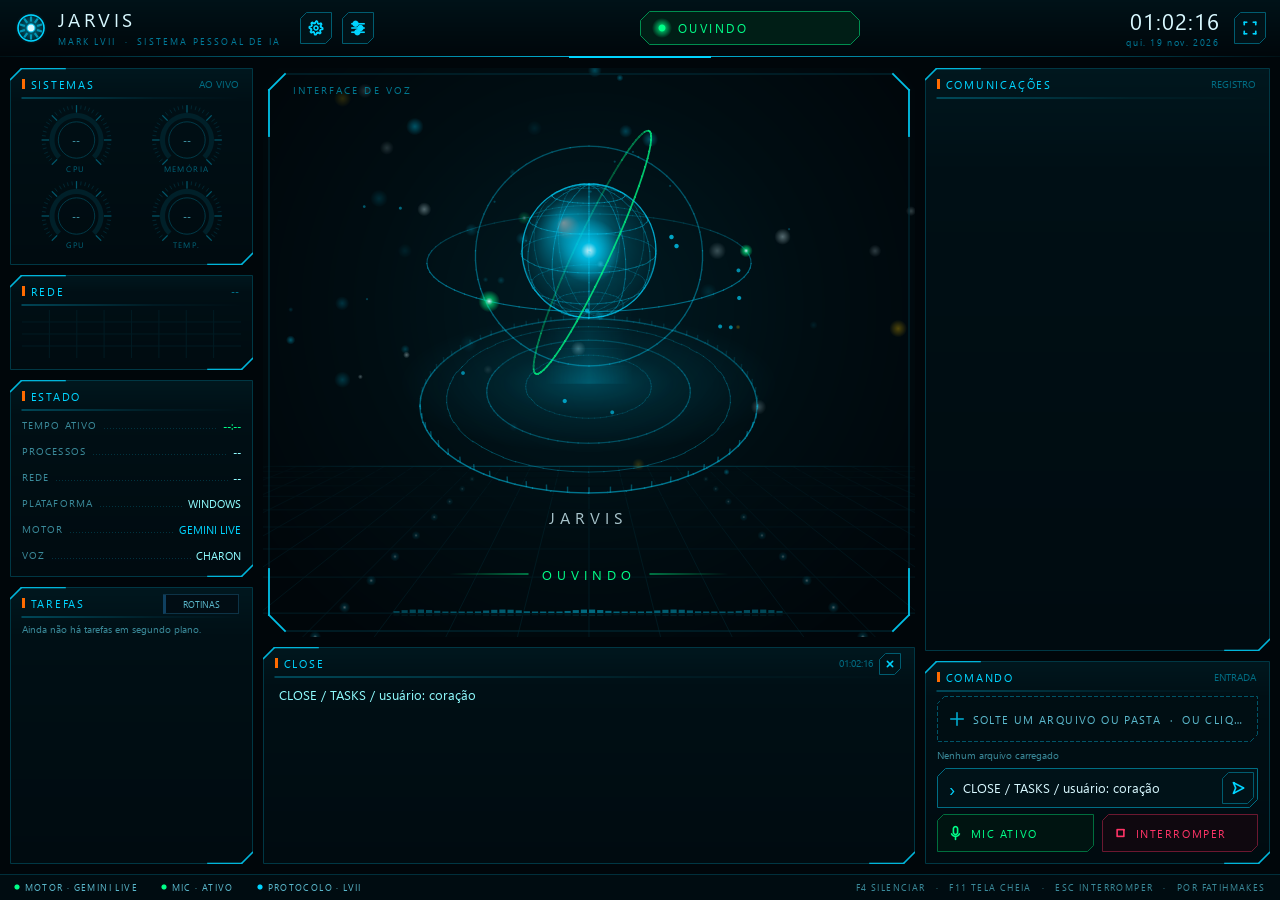 JARVIS
MARK LVII · SISTEMA PESSOAL DE IA
OUVINDO
01:02:16
qui. 19 nov. 2026
SISTEMAS
AO VIVO
--
--
CPU
MEMÓRIA
--
--
GPU
TEMP.
REDE
--
ESTADO
TEMPO ATIVO --:--
PROCESSOS --
REDE --
PLATAFORMA WINDOWS
MOTOR GEMINI LIVE
VOZ CHARON
TAREFAS
ROTINAS
Ainda não há tarefas em segundo plano.
INTERFACE DE VOZ
JARVIS
OUVINDO
CLOSE
01:02:16
CLOSE / TASKS / usuário: coração
COMUNICAÇÕES
REGISTRO
COMANDO
ENTRADA
SOLTE UM ARQUIVO OU PASTA · OU CLIQ…
Nenhum arquivo carregado
› CLOSE / TASKS / usuário: coração
MIC ATIVO
INTERROMPER
MOTOR · GEMINI LIVE
MIC · ATIVO
PROTOCOLO · LVII
F4 SILENCIAR · F11 TELA CHEIA · ESC INTERROMPER · POR FATIHMAKES